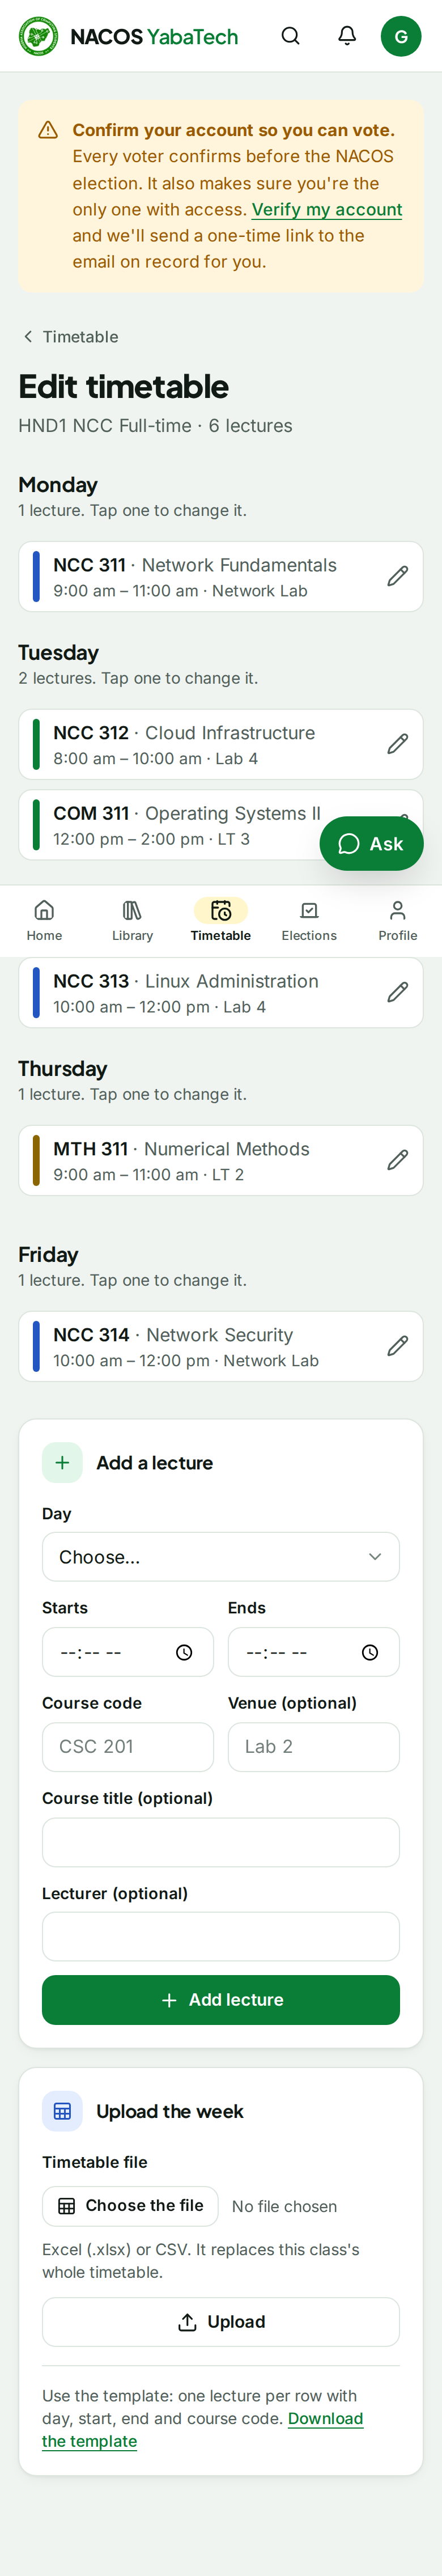 NACOS YabaTech
G
Confirm your account so you can vote.
Every voter confirms before the NACOS
election. It also makes sure you're the
only one with access. Verify my account
and we'll send a one-time link to the
email on record for you.
Timetable
Edit timetable
HND1 NCC Full-time · 6 lectures
Monday
1 lecture. Tap one to change it.
NCC 311 · Network Fundamentals
9:00 am – 11:00 am · Network Lab
Tuesday
2 lectures. Tap one to change it.
NCC 312 · Cloud Infrastructure
8:00 am – 10:00 am · Lab 4
COM 311 · Operating Systems II
12:00 pm – 2:00 pm · LT 3
Ask
Home
Library
Timetable
Elections
Profile
NCC 313 · Linux Administration
10:00 am – 12:00 pm · Lab 4
Thursday
1 lecture. Tap one to change it.
MTH 311 · Numerical Methods
9:00 am – 11:00 am · LT 2
Friday
1 lecture. Tap one to change it.
NCC 314 · Network Security
10:00 am – 12:00 pm · Network Lab
Add a lecture
Day
Choose...
Starts
Ends
--:-- --
--:-- --
Course code
Venue (optional)
CSC 201
Lab 2
Course title (optional)
Lecturer (optional)
Add lecture
Upload the week
Timetable file
Choose the file
No file chosen
Excel (.xlsx) or CSV. It replaces this class's
whole timetable.
Upload
Use the template: one lecture per row with
day, start, end and course code. Download
the template